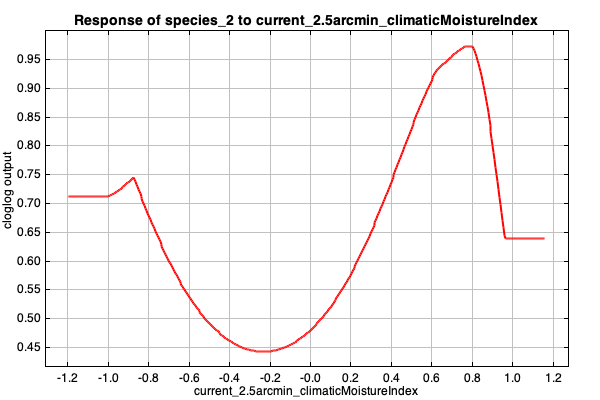 Response of species_2 to current_2.5arcmin_climaticMoistureIndex
0.95
0.90
0.85
0.80
0.75
0.70
0.65
0.60
0.55
0.50
0.45
cloglog output
-1.2 -1.0 -0.8 -0.6 -0.4 -0.2 -0.0 0.2 0.4 0.6 0.8 1.0 1.2
current_2.5arcmin_climaticMoistureIndex